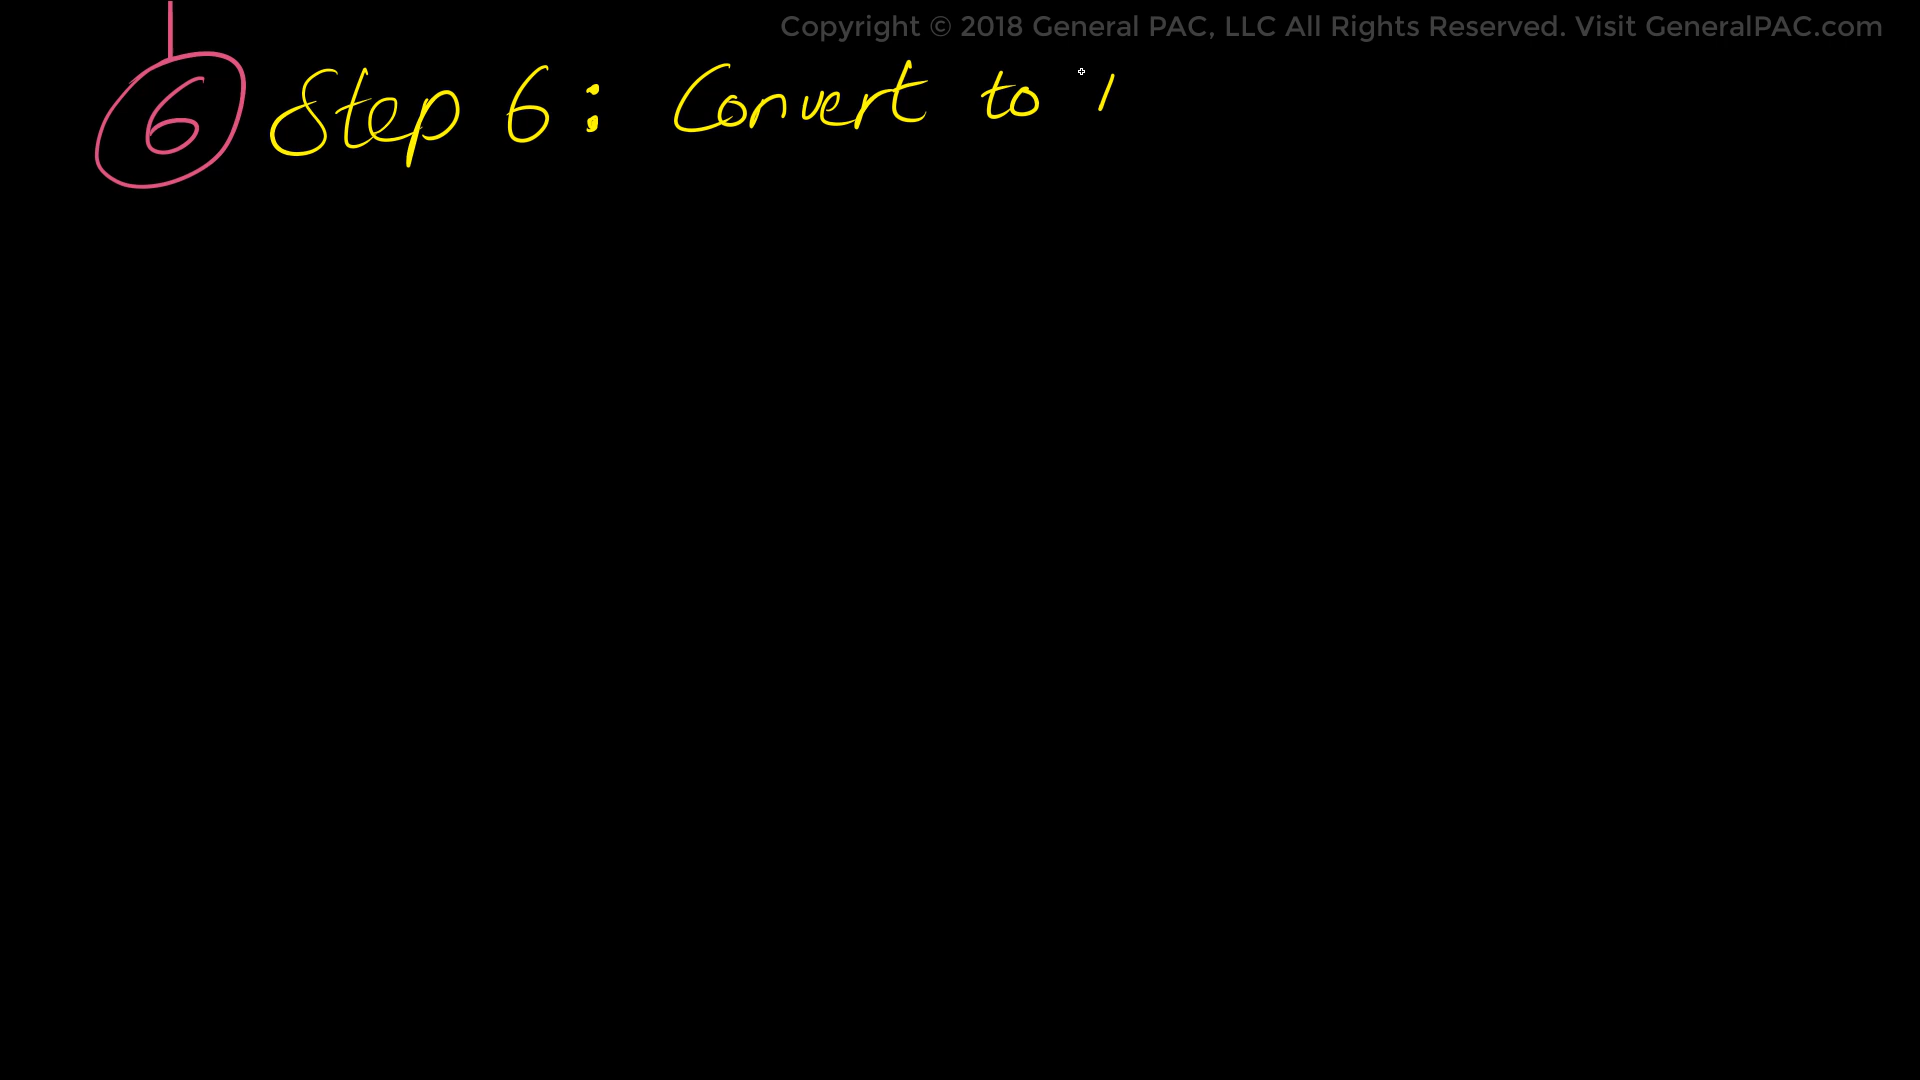 Copyright © 2018 General PAC, LLC All Rights Reserved. Visit GeneralPAC.com
6 Step 6: Convert to